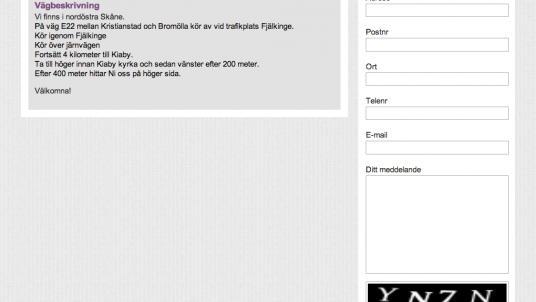 Vägbeskrivning
Vi finns i nordöstra Skåne.
På väg E22 mellan Kristianstad och Bromölla kör av vid trafikplats Fjälkinge.
Kör igenom Fjälkinge
Kör över järnvägen
Fortsätt 4 kilometer till Kiaby.
Ta till höger innan Kiaby kyrka och sedan vänster efter 200 meter.
Efter 400 meter hittar Ni oss på höger sida.
Välkomna!
Postnr
Ort
Telenr
E-mail
Ditt meddelande
Y N Z N